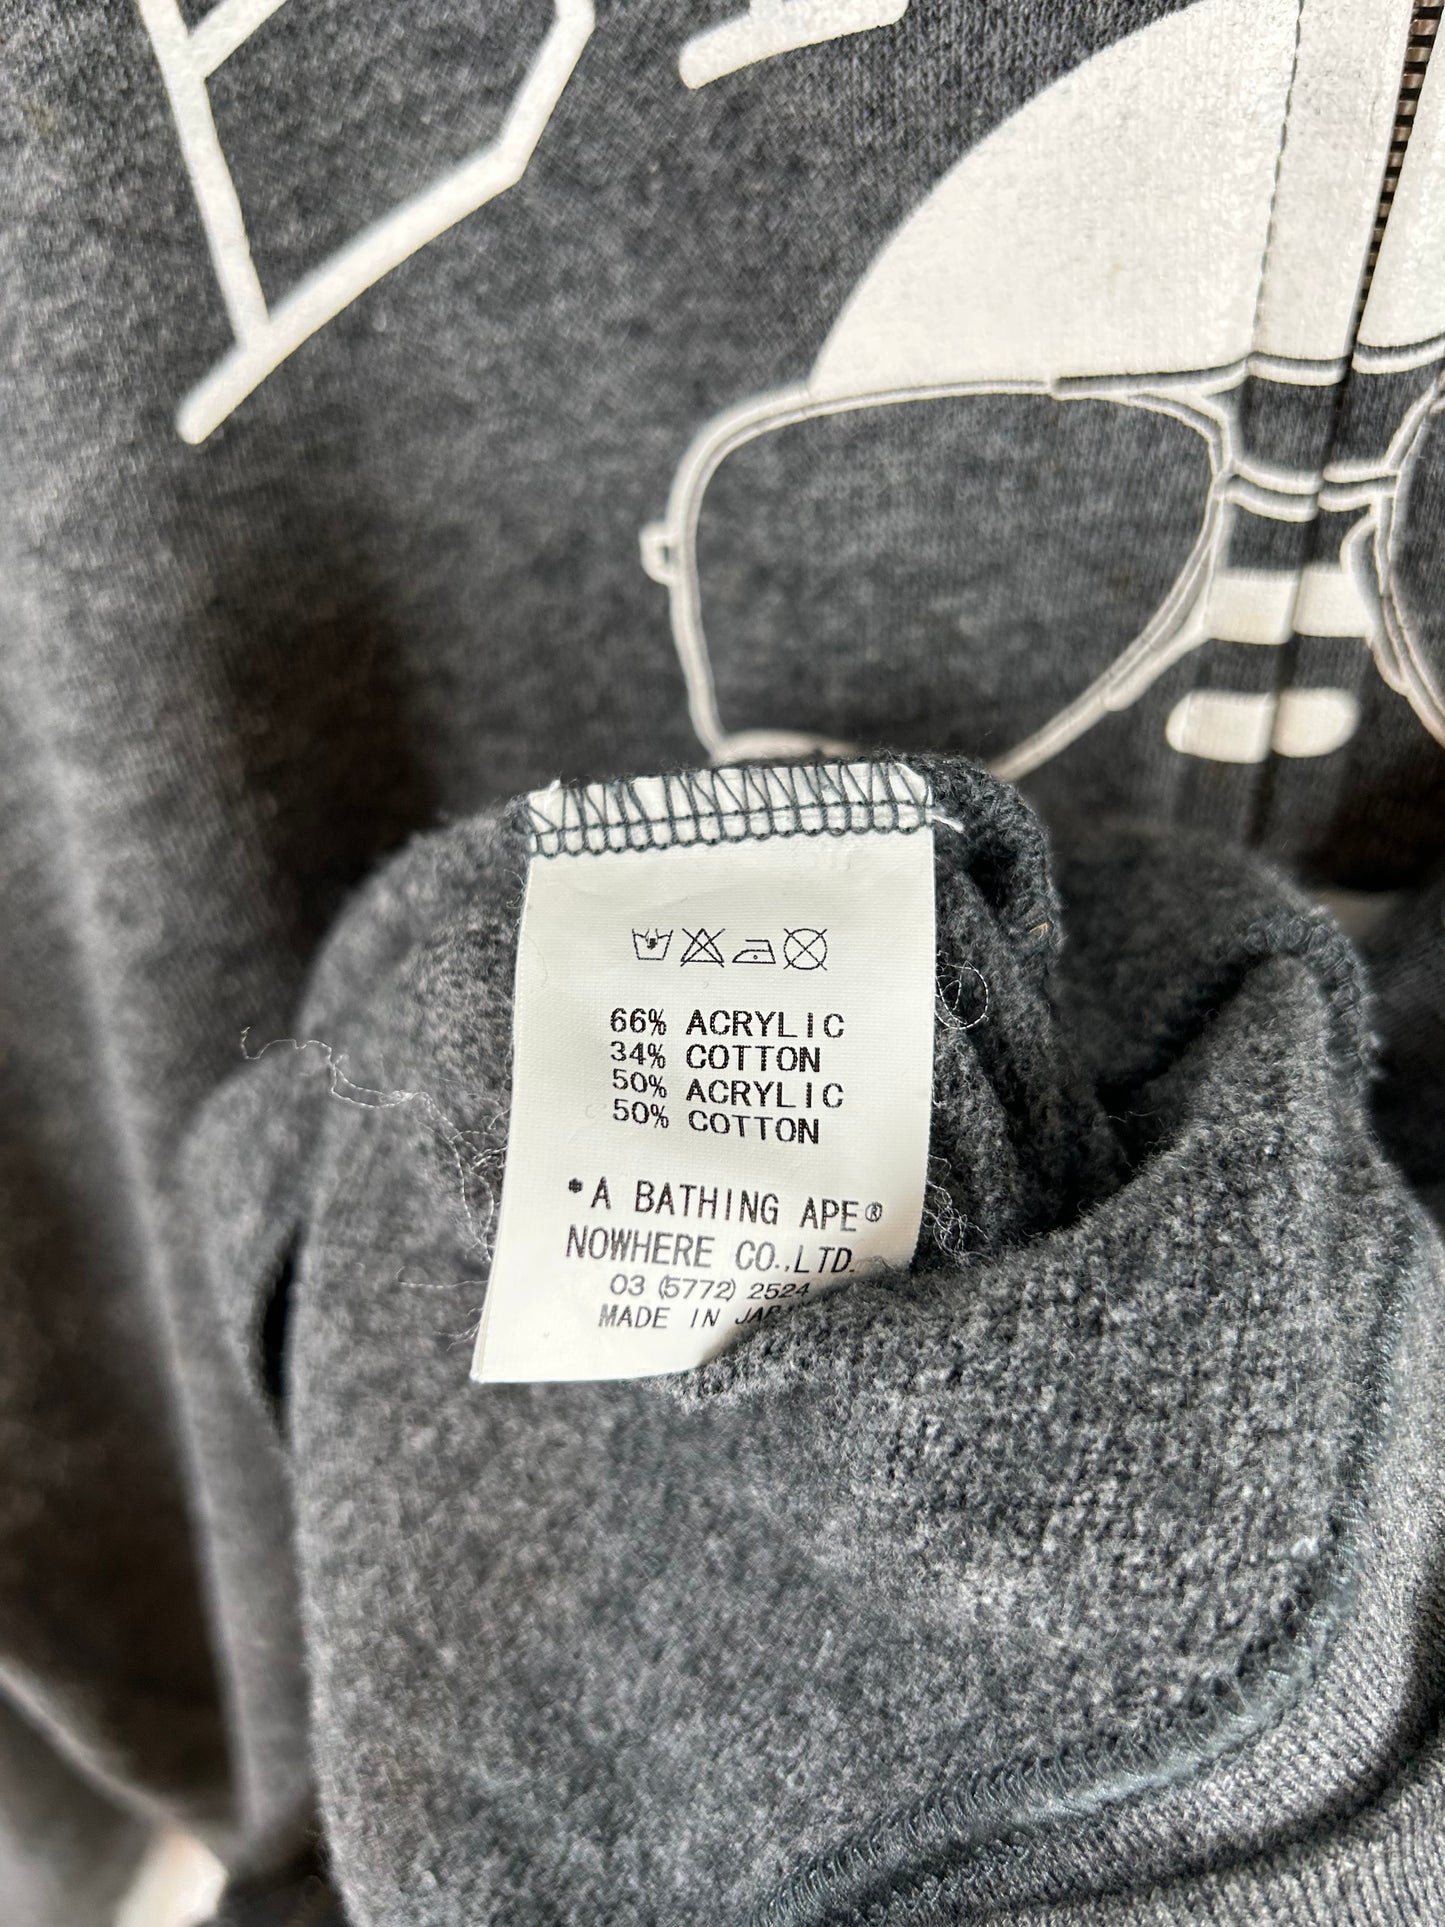 66% ACRYLIC
34% COTTON
50% ACRYLIC
50% COTTON
*A BATHING APE®
NOWHERE CO.,LTD.
03 (5772) 2524
MADE IN